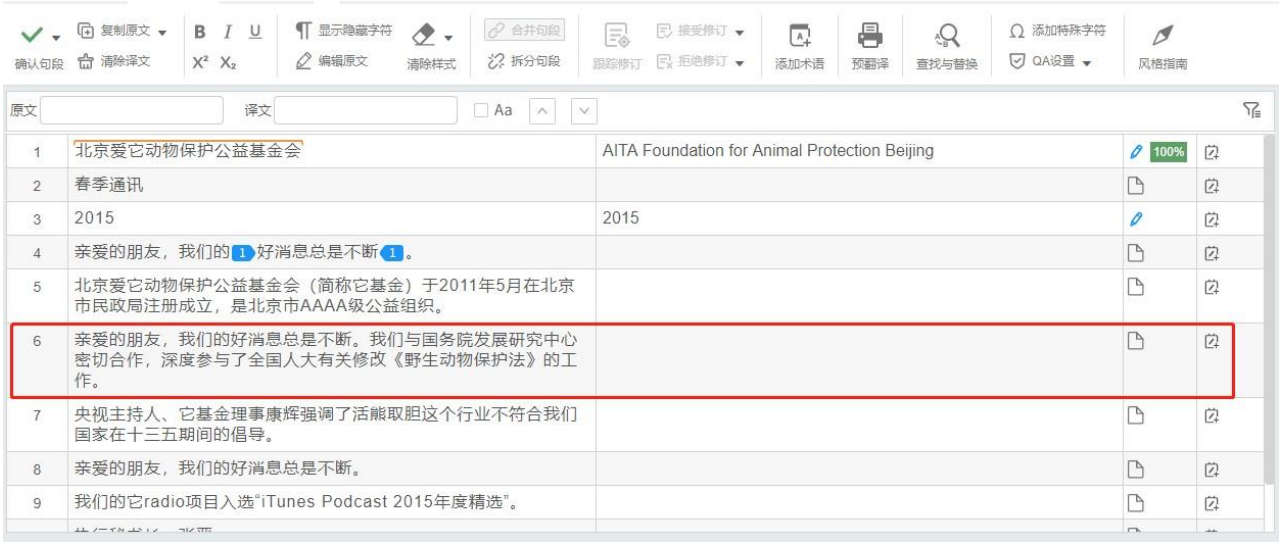 复制原文
B I U
显示隐藏字符
合并句段
接受修订
Ω 添加特殊字符
确认句段
清除译文
X² X₂
编辑原文
清除样式
拆分句段
跟踪修订
拒绝修订
添加术语
预翻译
查找与替换
QA设置
风格指南
原文 译文 Aa
1 北京爱它动物保护公益基金会 AITA Foundation for Animal Protection Beijing 100%
2 春季通讯
3 2015 2015
4 亲爱的朋友，我们的1好消息总是不断1。
5 北京爱它动物保护公益基金会（简称它基金）于2011年5月在北京
市民政局注册成立，是北京市AAAA级公益组织。
6 亲爱的朋友，我们的好消息总是不断。我们与国务院发展研究中心
密切合作，深度参与了全国人大有关修改《野生动物保护法》的工
作。
7 央视主持人、它基金理事康辉强调了活熊取胆这个行业不符合我们
国家在十三五期间的倡导。
8 亲爱的朋友，我们的好消息总是不断。
9 我们的它radio项目入选“iTunes Podcast 2015年度精选”。